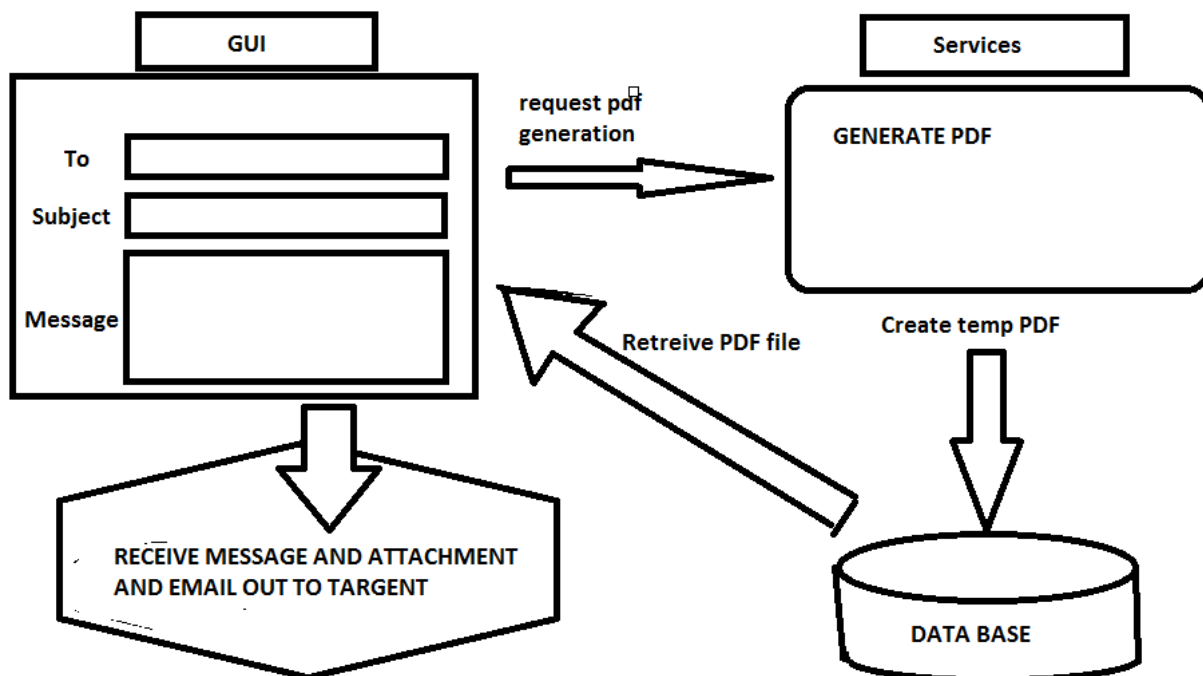 GUI
Services
request pdf
generation
GENERATE PDF
To
Subject
Message
Create temp PDF
Retreive PDF file
RECEIVE MESSAGE AND ATTACHMENT
AND EMAIL OUT TO TARGENT
DATA BASE